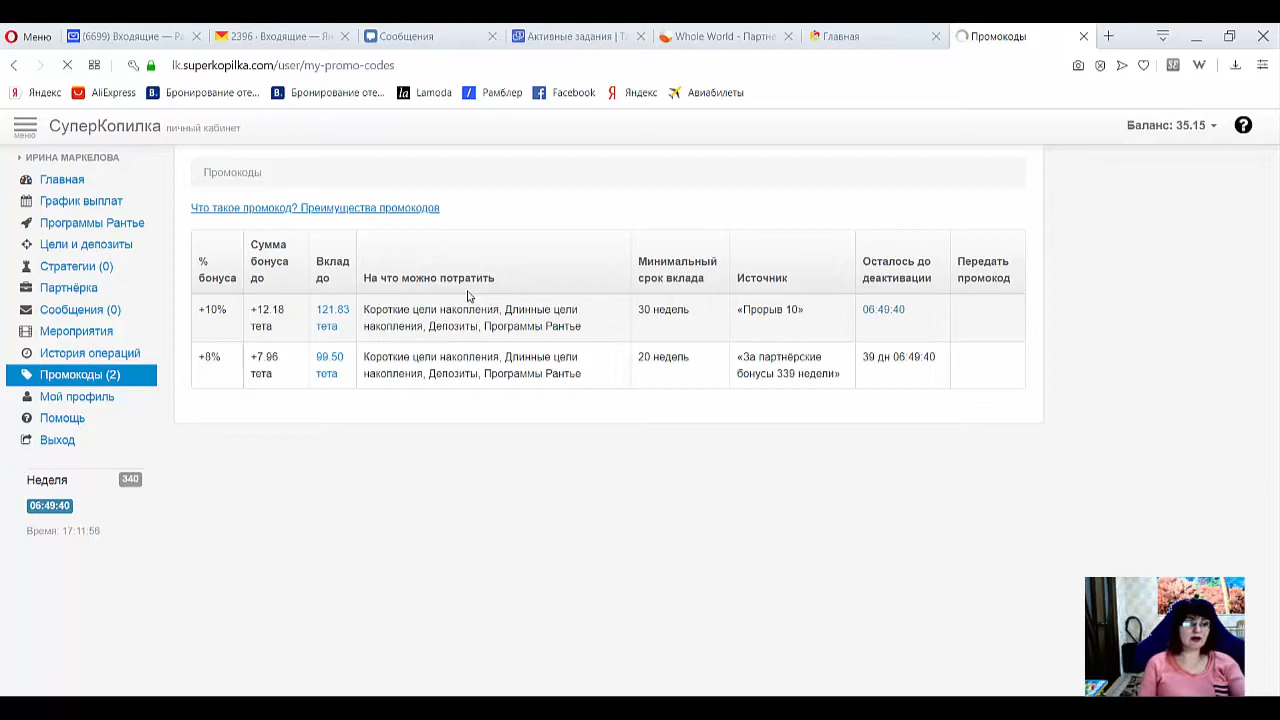 Меню
(6699) Входящие — Ра
2396 · Входящие — Ян
Сообщения
Активные задания | Та
Whole World - Партне
Главная
Промокоды
lk.superkopilka.com/user/my-promo-codes
Яндекс
AliExpress
Бронирование оте...
Бронирование оте...
Lamoda
Рамблер
Facebook
Яндекс
Авиабилеты
меню
СуперКопилка личный кабинет
Баланс: 35.15
ИРИНА МАРКЕЛОВА
Главная
График выплат
Программы Рантье
Цели и депозиты
Стратегии (0)
Партнёрка
Сообщения (0)
Мероприятия
История операций
Промокоды (2)
Мой профиль
Помощь
Выход
Неделя 340
06:49:40
Время: 17:11:56
Промокоды
Что такое промокод? Преимущества промокодов
% бонуса
Сумма бонуса до
Вклад до
На что можно потратить
Минимальный срок вклада
Источник
Осталось до деактивации
Передать промокод
+10%
+12.18 тета
121.83 тета
Короткие цели накопления, Длинные цели
накопления, Депозиты, Программы Рантье
30 недель
«Прорыв 10»
06:49:40
+8%
+7.96 тета
99.50 тета
Короткие цели накопления, Длинные цели
накопления, Депозиты, Программы Рантье
20 недель
«За партнёрские
бонусы 339 недели»
39 дн 06:49:40